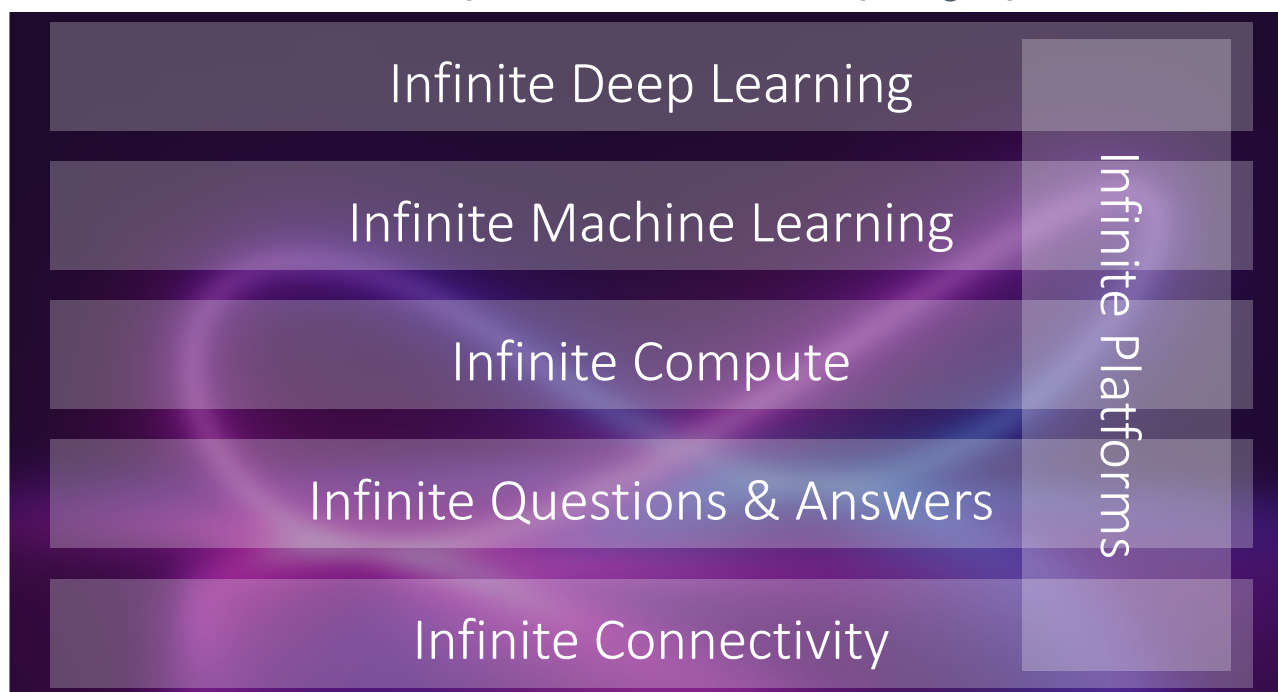 Infinite Deep Learning
Infinite Machine Learning
Infinite Compute
Infinite Questions & Answers
Infinite Connectivity
Infinite Platforms